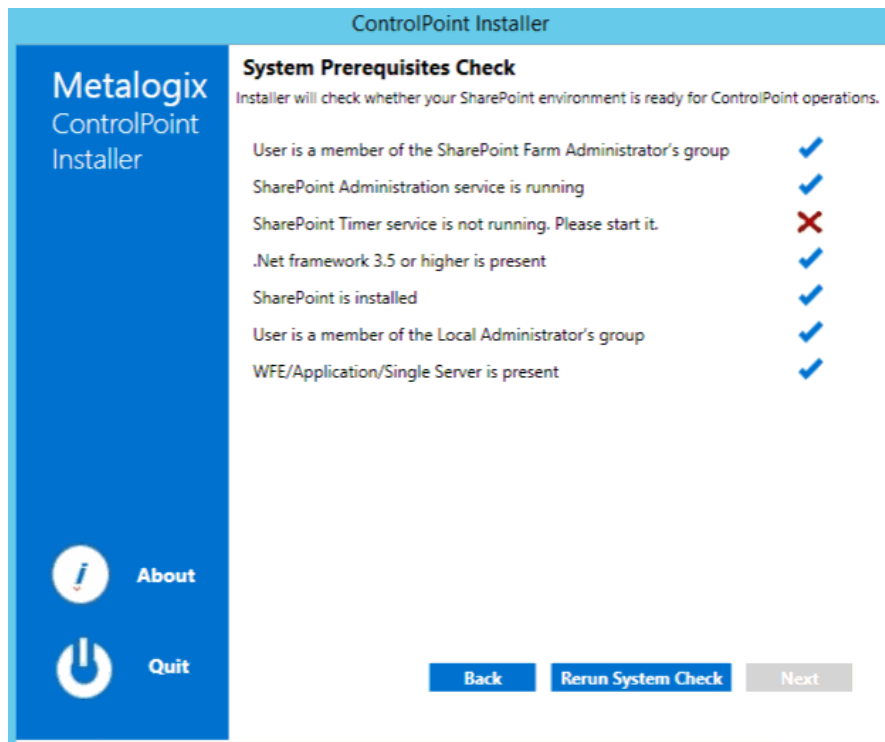 ControlPoint Installer
Metalogix
ControlPoint
Installer
System Prerequisites Check
Installer will check whether your SharePoint environment is ready for ControlPoint operations.
User is a member of the SharePoint Farm Administrator's group
SharePoint Administration service is running
SharePoint Timer service is not running. Please start it.
.Net framework 3.5 or higher is present
SharePoint is installed
User is a member of the Local Administrator's group
WFE/Application/Single Server is present
About
Quit
Back
Rerun System Check
Next